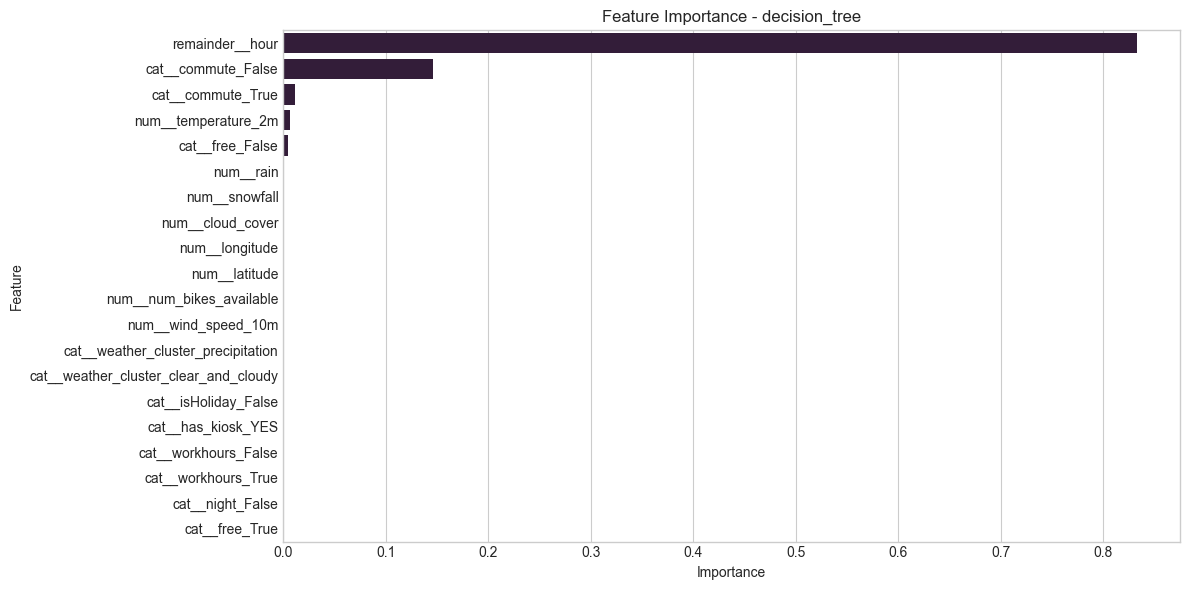 Feature Importance - decision_tree
Feature
remainder__hour
cat__commute_False
cat__commute_True
num__temperature_2m
cat__free_False
num__rain
num__snowfall
num__cloud_cover
num__longitude
num__latitude
num__num_bikes_available
num__wind_speed_10m
cat__weather_cluster_precipitation
cat__weather_cluster_clear_and_cloudy
cat__isHoliday_False
cat__has_kiosk_YES
cat__workhours_False
cat__workhours_True
cat__night_False
cat__free_True
0.0 0.1 0.2 0.3 0.4 0.5 0.6 0.7 0.8
Importance